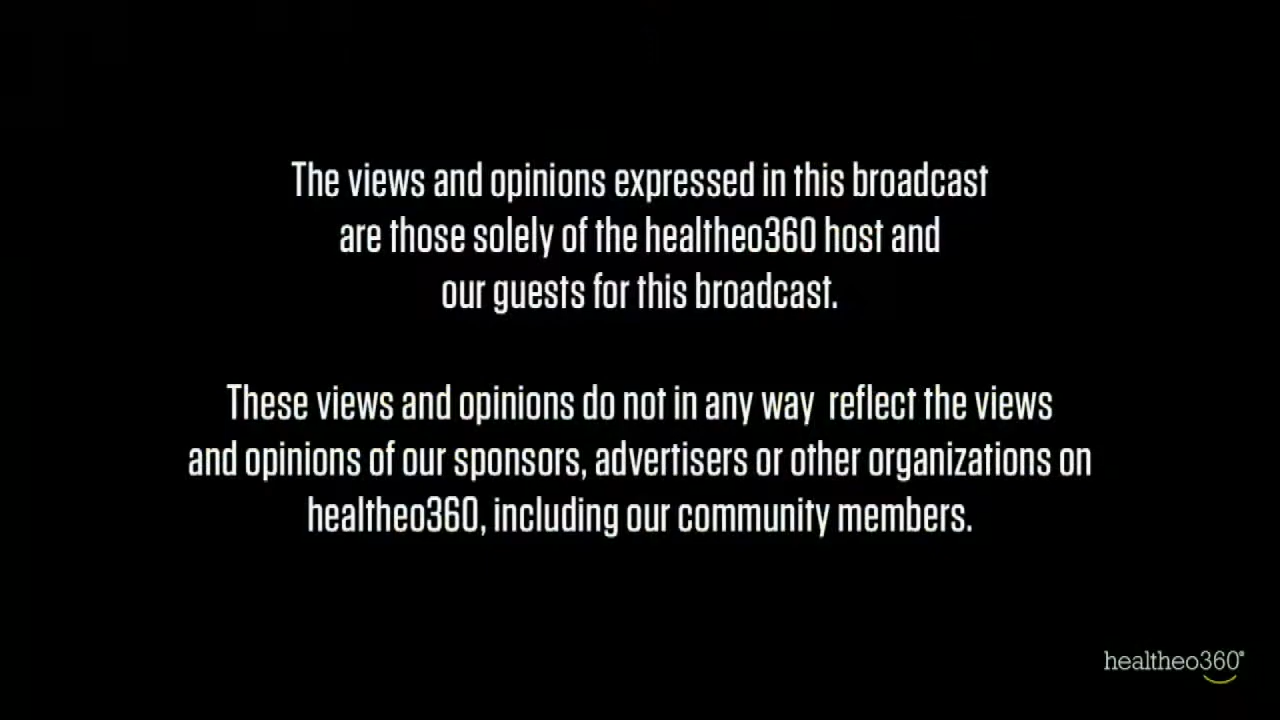 The views and opinions expressed in this broadcast
are those solely of the healtheo360 host and
our guests for this broadcast.
These views and opinions do not in any way reflect the views
and opinions of our sponsors, advertisers or other organizations on
healtheo360, including our community members.
healtheo360